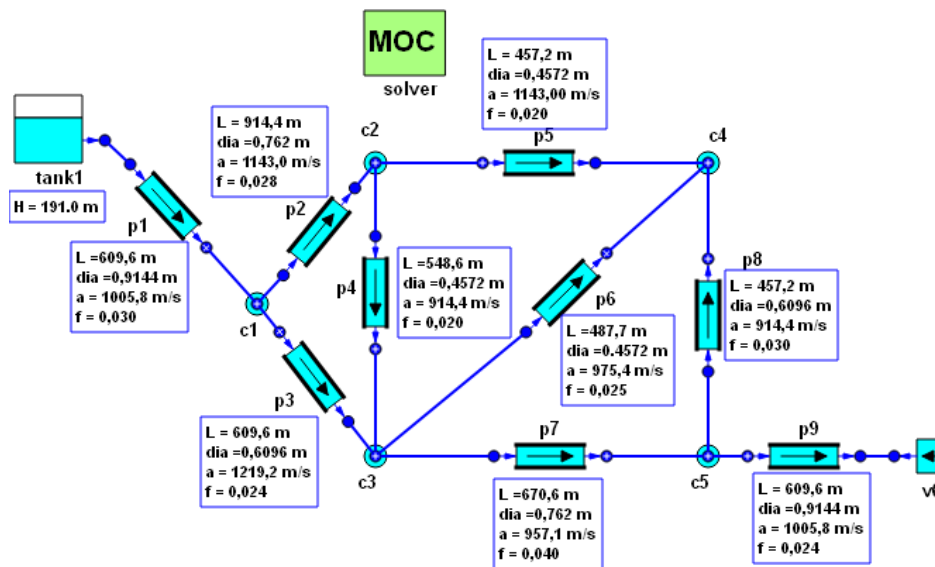 MOC
solver
L = 457,2 m
dia =0,4572 m
a = 1143,00 m/s
f = 0,020
tank1
H = 191.0 m
L = 914,4 m
dia =0,762 m
a = 1143,0 m/s
f = 0,028
c2
p5
c4
p1
p2
L =609,6 m
dia =0,9144 m
a = 1005,8 m/s
f = 0,030
c1
p4
L =548,6 m
dia =0,4572 m
a = 914,4 m/s
f = 0,020
p6
L =487,7 m
dia =0.4572 m
a = 975,4 m/s
f = 0,025
p8
L = 457,2 m
dia =0,6096 m
a = 914,4 m/s
f = 0,030
p3
L = 609,6 m
dia =0,6096 m
a = 1219,2 m/s
f = 0,024
c3
p7
L =670,6 m
dia =0,762 m
a = 957,1 m/s
f = 0,040
c5
p9
L = 609,6 m
dia =0,9144 m
a = 1005,8 m/s
f = 0,024